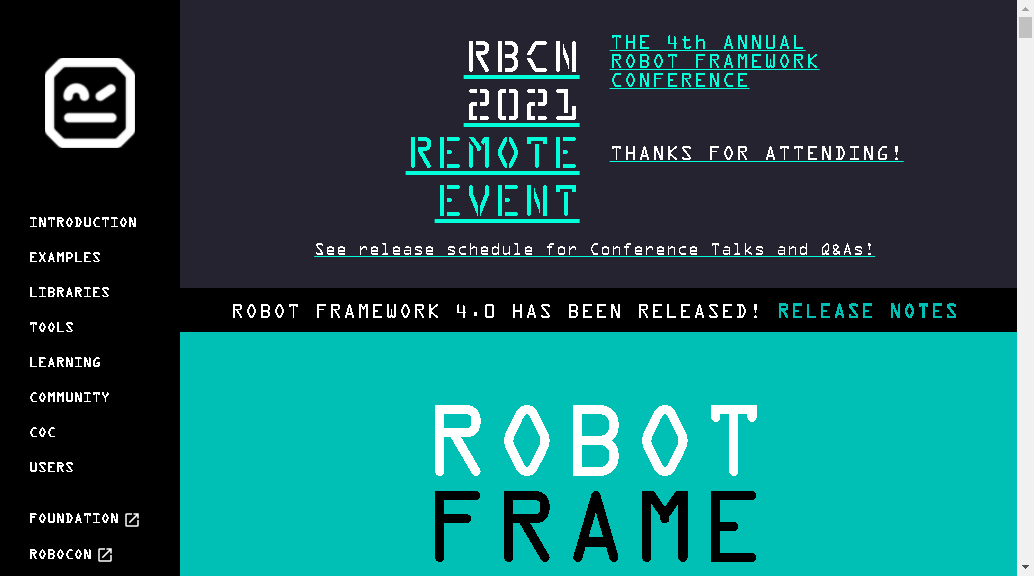 INTRODUCTION
EXAMPLES
LIBRARIES
TOOLS
LEARNING
COMMUNITY
COC
USERS
FOUNDATION
ROBOCON
RBCN
2021
REMOTE
EVENT
THE 4th ANNUAL
ROBOT FRAMEWORK
CONFERENCE
THANKS FOR ATTENDING!
See release schedule for Conference Talks and Q&As!
ROBOT FRAMEWORK 4.0 HAS BEEN RELEASED! RELEASE NOTES
ROBOT
FRAME